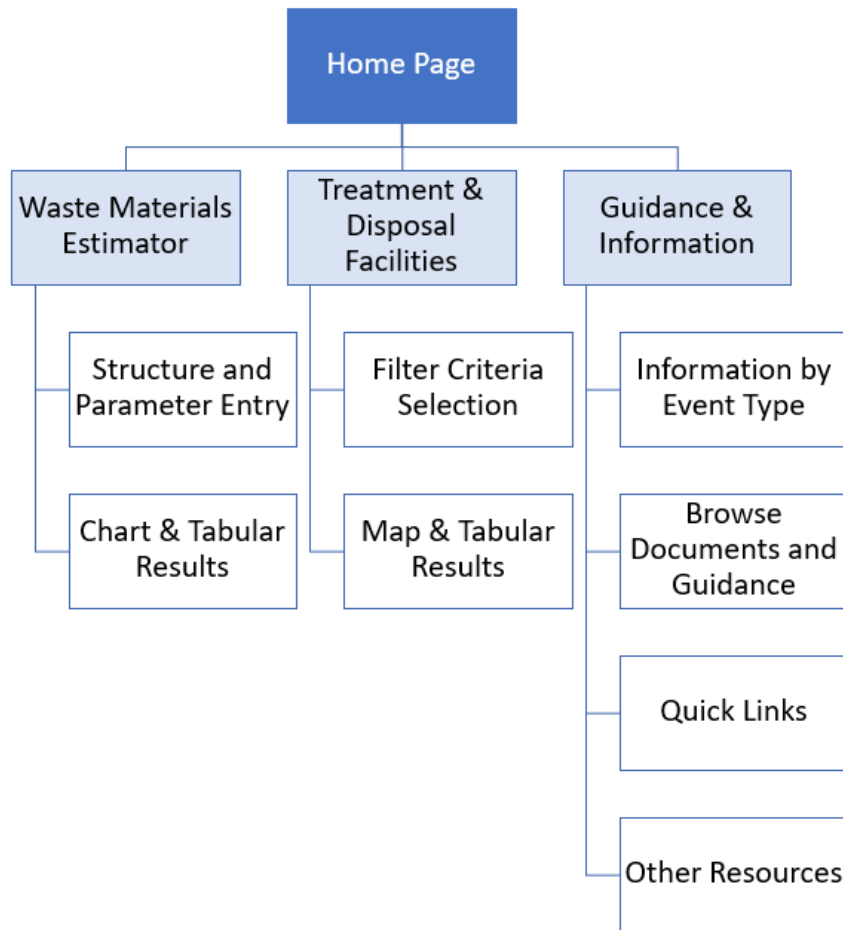 Home Page
Waste Materials
Estimator
Treatment &
Disposal
Facilities
Guidance &
Information
Structure and
Parameter Entry
Filter Criteria
Selection
Information by
Event Type
Chart & Tabular
Results
Map & Tabular
Results
Browse
Documents and
Guidance
Quick Links
Other Resources